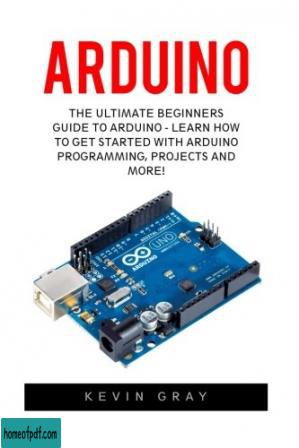 ARDUINO
THE ULTIMATE BEGINNERS
GUIDE TO ARDUINO - LEARN HOW
TO GET STARTED WITH ARDUINO
PROGRAMMING, PROJECTS AND
MORE!
UNO
ARDUINO
KEVIN GRAY
homeofpdf.com